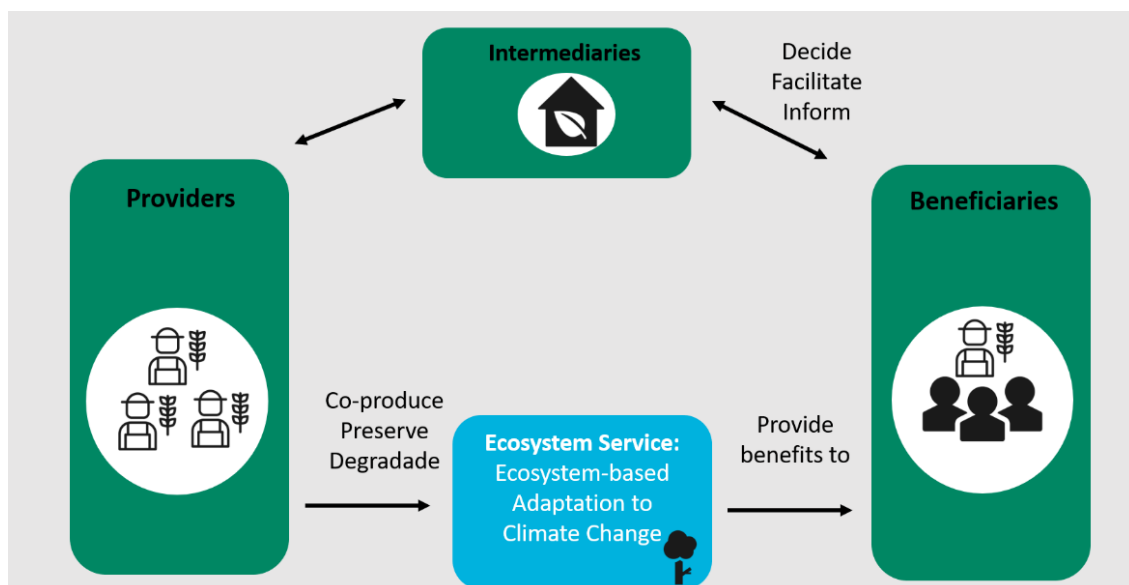 Intermediaries
Decide
Facilitate
Inform
Providers
Beneficiaries
Co-produce
Preserve
Degradade
Ecosystem Service:
Ecosystem-based
Adaptation to
Climate Change
Provide
benefits to